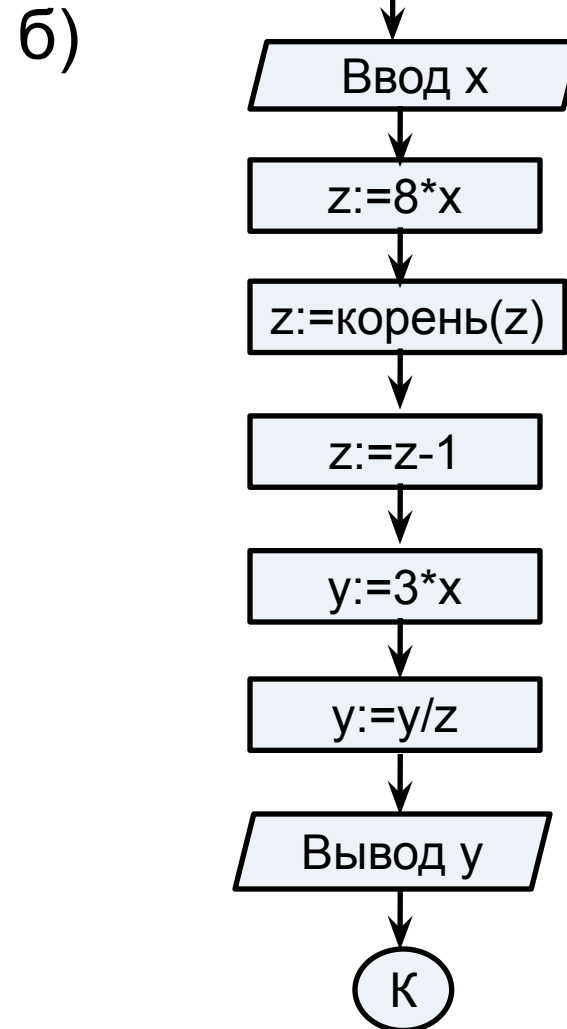 б)
Ввод x
z:=8*x
z:=корень(z)
z:=z-1
y:=3*x
y:=y/z
Вывод y
К